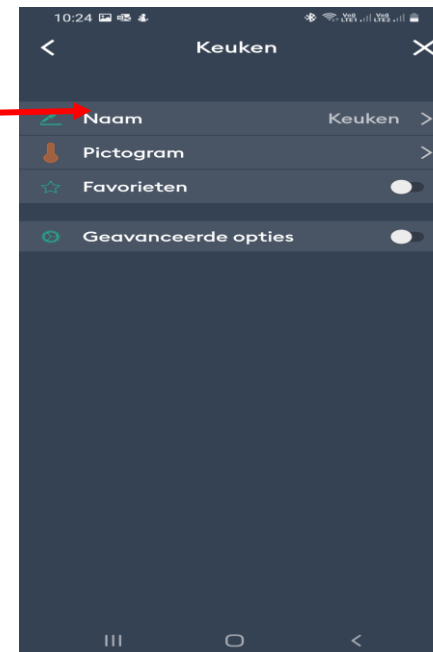 10:24
Keuken
Naam Keuken
Pictogram
Favorieten
Geavanceerde opties